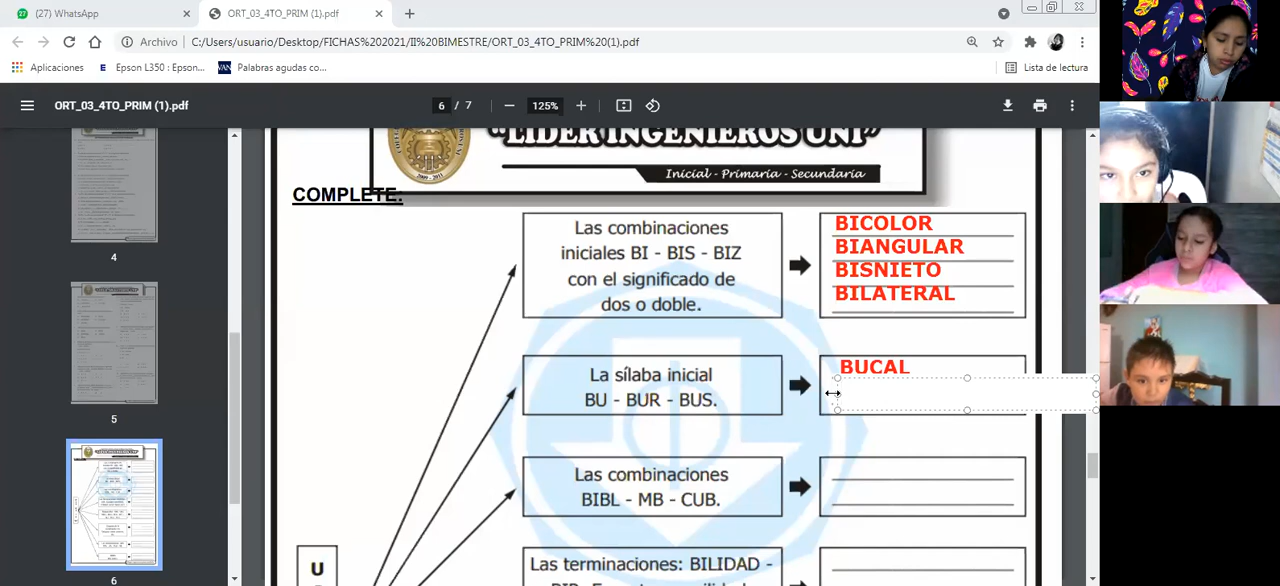 (27) WhatsApp
ORT_03_4TO_PRIM (1).pdf
Archivo
C:/Users/usuario/Desktop/FICHAS%202021/II%20BIMESTRE/ORT_03_4TO_PRIM%20(1).pdf
Aplicaciones
Epson L350 : Epson...
Palabras agudas co...
Lista de lectura
ORT_03_4TO_PRIM (1).pdf
6 / 7
125%
4
5
6
"LIDER INGENIEROS UNI"
2009 - 2011
Inicial - Primaria - Secundaria
COMPLETE:
Las combinaciones
iniciales BI - BIS - BIZ
con el significado de
dos o doble.
BICOLOR
BIANGULAR
BISNIETO
BILATERAL
La sílaba inicial
BU - BUR - BUS.
BUCAL
Las combinaciones
BIBL - MB - CUB.
Las terminaciones: BILIDAD -
U